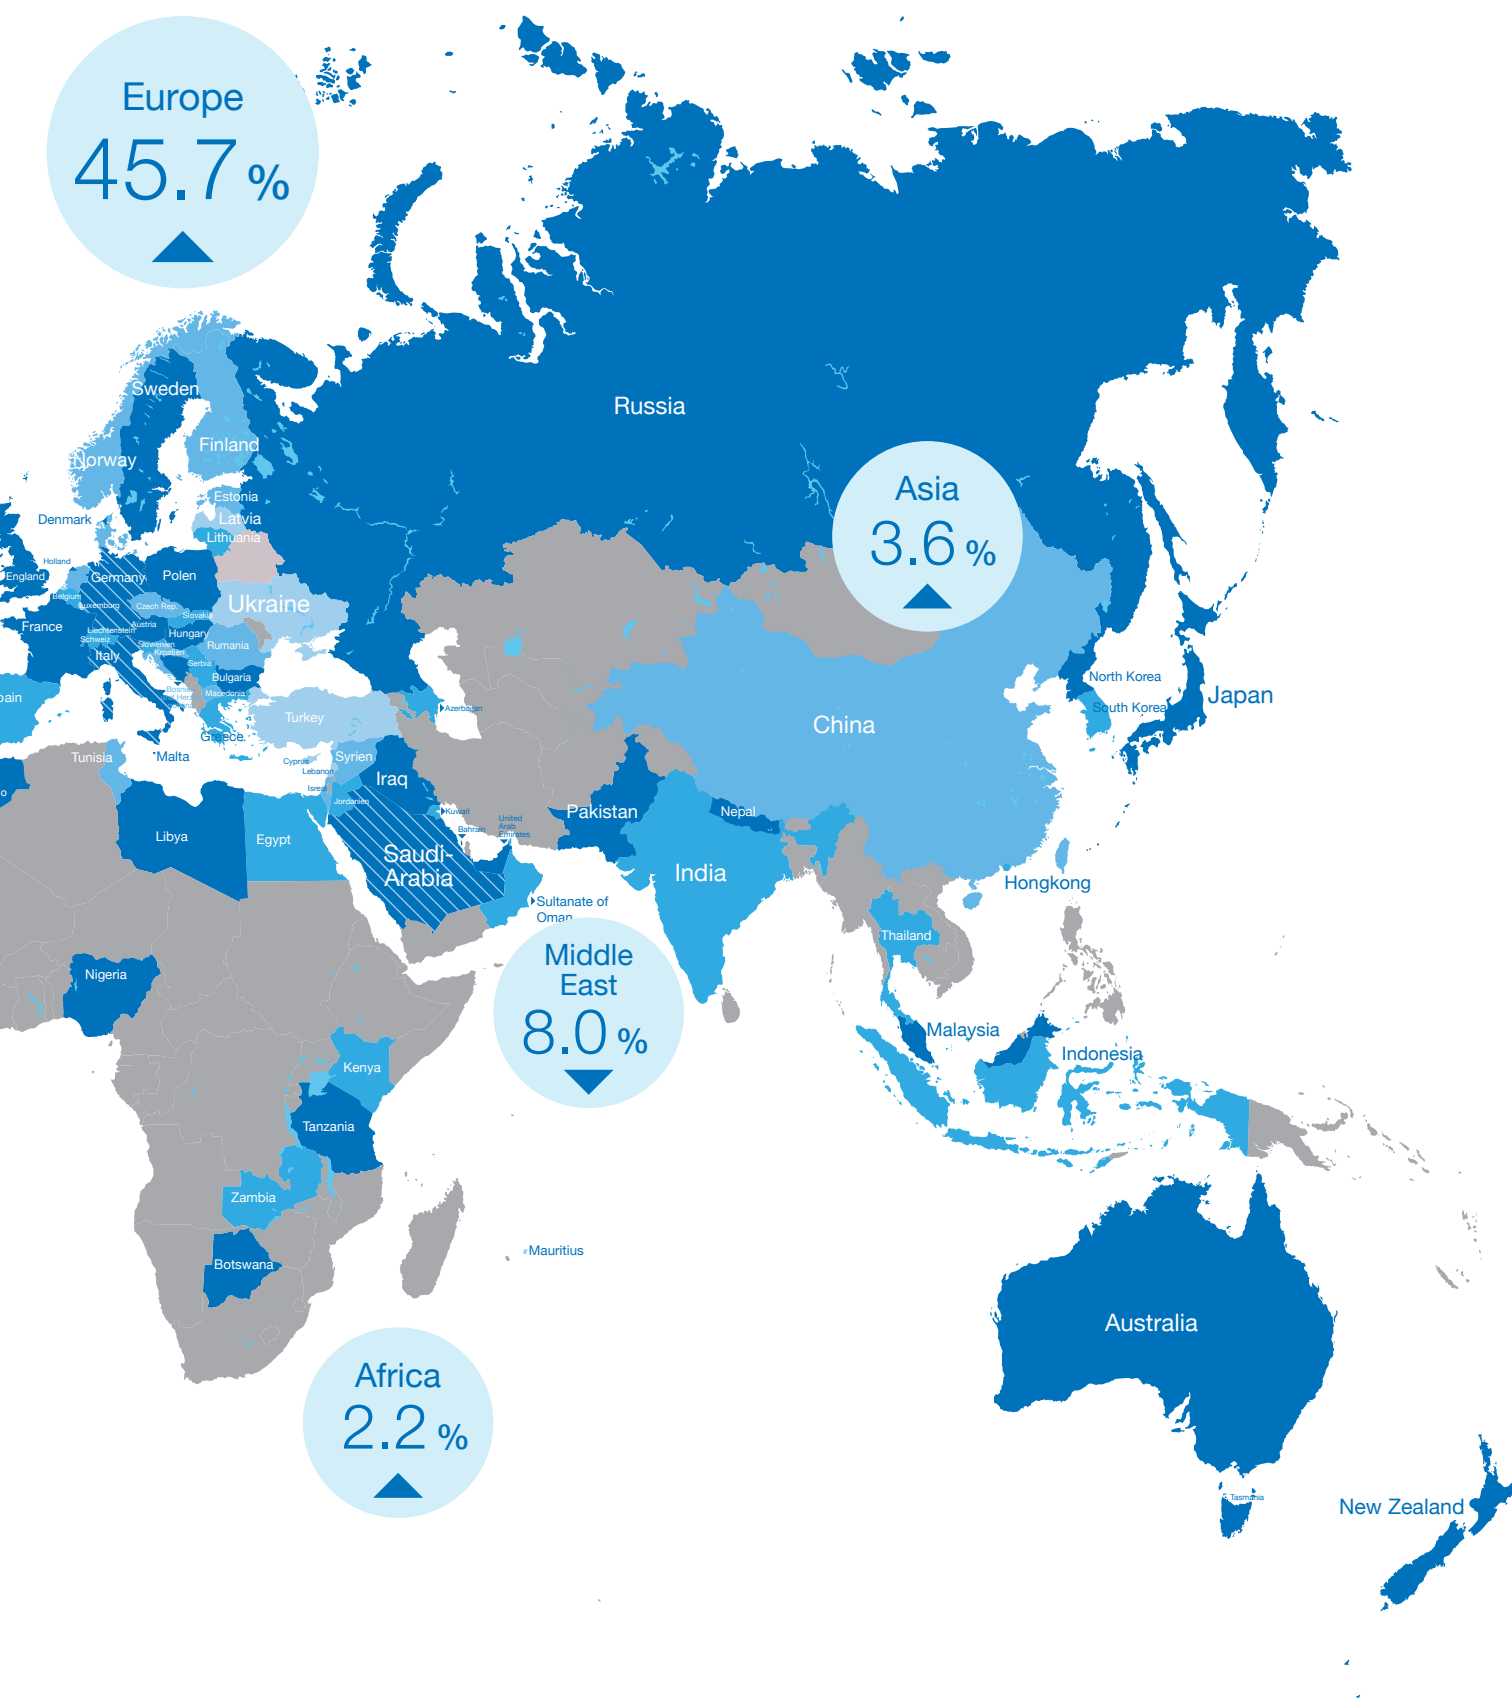 Europe
45.7 %
Sweden
Finland
Norway
Russia
Asia
3.6 %
Estonia
Latvia
Denmark
Lithuania
Holland
England
Germany
Polen
Belgium
Luxemburg
Czech Rep.
Ukraine
Slovakia
France
Austria
Liechtenstein
Hungary
Schweiz
Slowenien
Kroatien
Rumania
Italy
Serbia
Bulgaria
Macedonia
North Korea
South Korea
Japan
Azerbaijan
Turkey
China
Greece
Tunisia
Malta
Cyprus
Syrien
Lebanon
Iraq
Isreal
Jordanien
Kuwait
Pakistan
Nepal
Bahrain
United
Arab
Emirates
Libya
Egypt
Saudi-
Arabia
India
Hongkong
Sultanate of
Oman
Thailand
Middle
East
8.0 %
Nigeria
Malaysia
Indonesia
Kenya
Tanzania
Zambia
Mauritius
Botswana
Australia
Africa
2.2 %
Tasmania
New Zealand